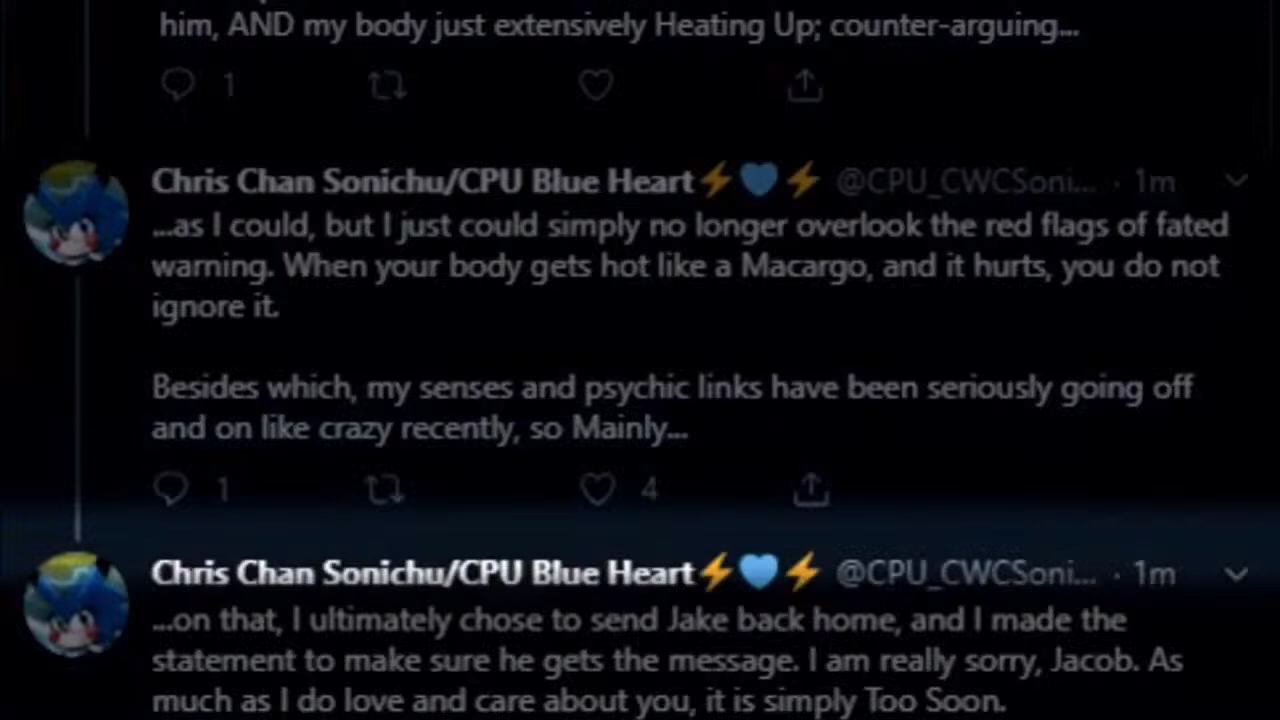 him, AND my body just extensively Heating Up; counter-arguing...
1
Chris Chan Sonichu/CPU Blue Heart⚡💙⚡ @CPU_CWCSoni... · 1m
...as I could, but I just could simply no longer overlook the red flags of fated
warning. When your body gets hot like a Macargo, and it hurts, you do not
ignore it.
Besides which, my senses and psychic links have been seriously going off
and on like crazy recently, so Mainly...
1 4
Chris Chan Sonichu/CPU Blue Heart⚡💙⚡ @CPU_CWCSoni... · 1m
...on that, I ultimately chose to send Jake back home, and I made the
statement to make sure he gets the message. I am really sorry, Jacob. As
much as I do love and care about you, it is simply Too Soon.